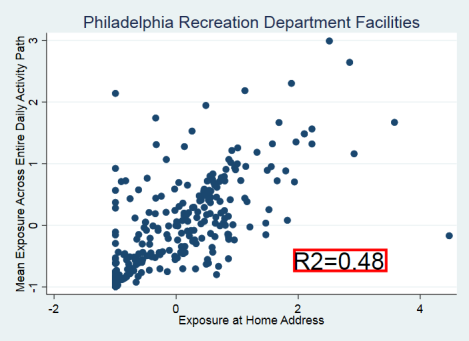 Philadelphia Recreation Department Facilities
Mean Exposure Across Entire Daily Activity Path
3
2
1
0
-1
R2=0.48
-2
0
2
4
Exposure at Home Address